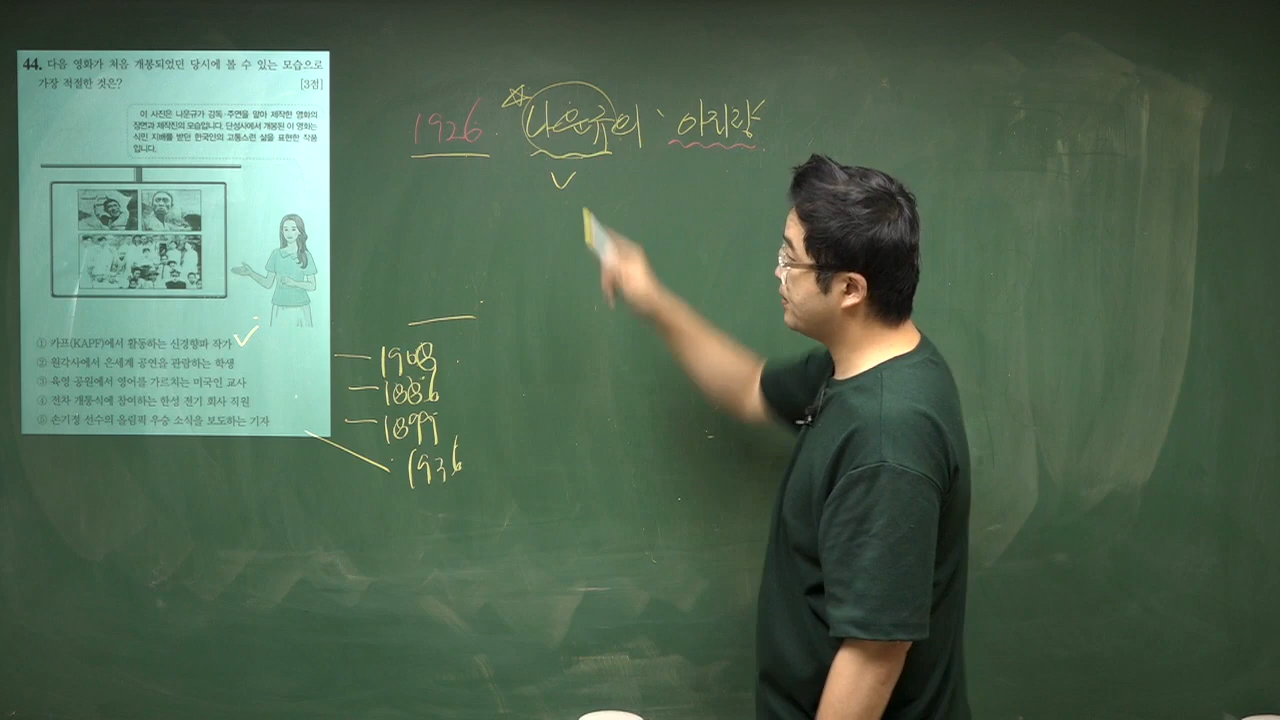 44. 다음 영화가 처음 개봉되었던 당시에 볼 수 있는 모습으로
가장 적절한 것은? [3점]
이 사진은 나운규가 감독·주연을 맡아 제작한 영화의
장면과 제작진의 모습입니다. 단성사에서 개봉된 이 영화는
식민 지배를 받던 한국인의 고통스런 삶을 표현한 작품
입니다.
① 카프(KAPF)에서 활동하는 신경향파 작가
② 원각사에서 은세계 공연을 관람하는 학생
③ 육영 공원에서 영어를 가르치는 미국인 교사
④ 전차 개통식에 참여하는 한성 전기 회사 직원
⑤ 손기정 선수의 올림픽 우승 소식을 보도하는 기자
1926 나운규의 '아리랑'
1908
1886
1899
1936